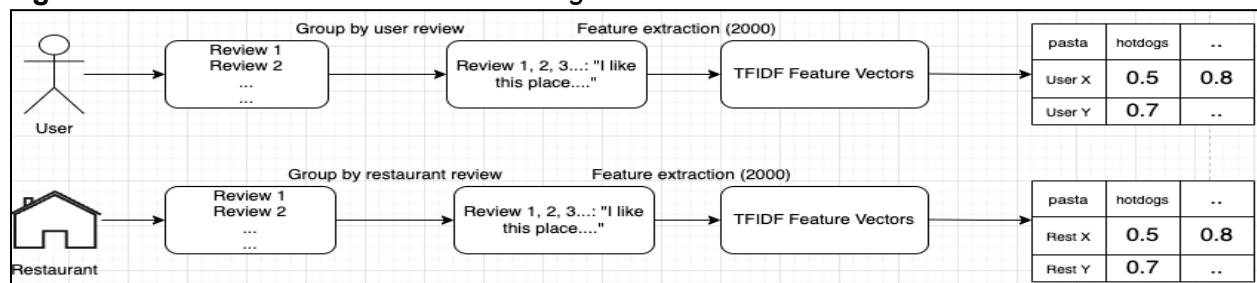 Group by user review Feature extraction (2000)
Review 1
Review 2
...
...
Review 1, 2, 3...: "I like
this place...."
TFIDF Feature Vectors
pasta hotdogs ..
User X 0.5 0.8
User Y 0.7 ..
User
Group by restaurant review Feature extraction (2000)
Review 1
Review 2
...
...
Review 1, 2, 3...: "I like
this place...."
TFIDF Feature Vectors
pasta hotdogs ..
Rest X 0.5 0.8
Rest Y 0.7 ..
Restaurant